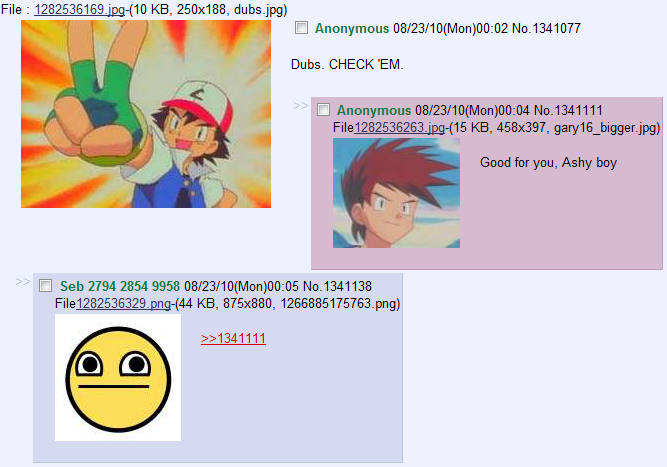 File : 1282536169.jpg-(10 KB, 250x188, dubs.jpg)
Anonymous 08/23/10(Mon)00:02 No.1341077
Dubs. CHECK 'EM.
>> Anonymous 08/23/10(Mon)00:04 No.1341111
File1282536263.jpg-(15 KB, 458x397, gary16_bigger.jpg)
Good for you, Ashy boy
>> Seb 2794 2854 9958 08/23/10(Mon)00:05 No.1341138
File1282536329.png-(44 KB, 875x880, 1266885175763.png)
>>1341111